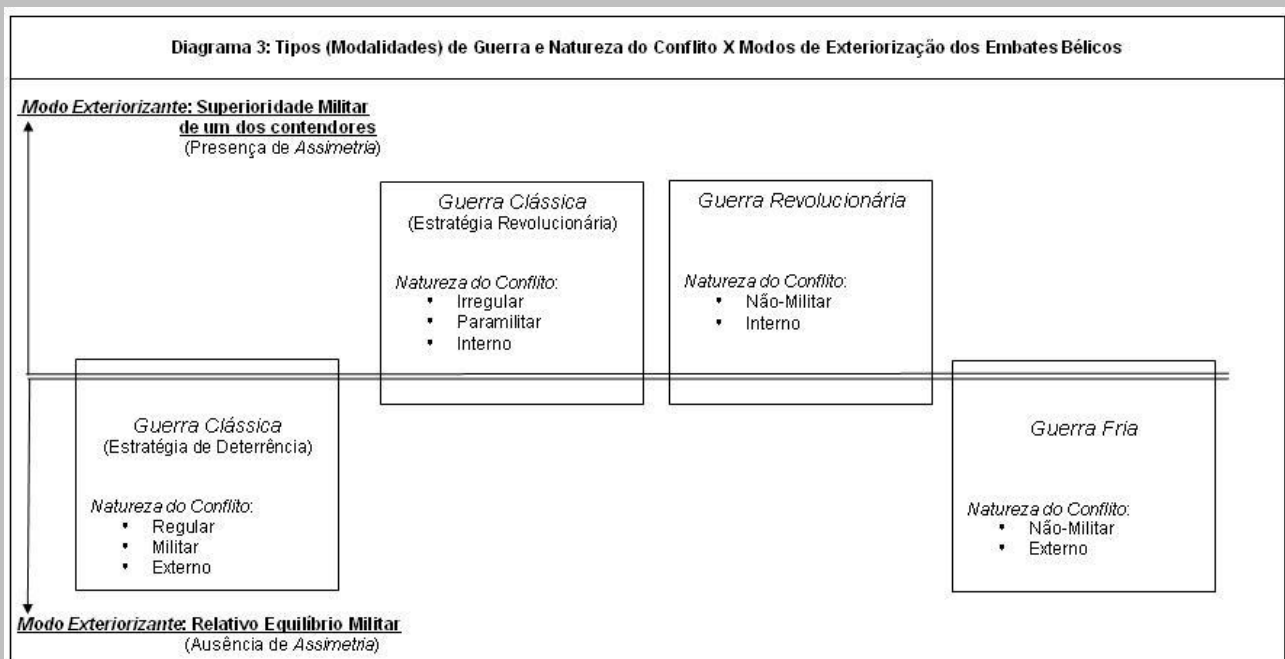 Diagrama 3: Tipos (Modalidades) de Guerra e Natureza do Conflito X Modos de Exteriorização dos Embates Bélicos
Modo Exteriorizante: Superioridade Militar
de um dos contendores
(Presença de Assimetria)
Guerra Clássica
(Estratégia Revolucionária)
Natureza do Conflito:
• Irregular
• Paramilitar
• Interno
Guerra Revolucionária
Natureza do Conflito:
• Não-Militar
• Interno
Guerra Clássica
(Estratégia de Deterrência)
Natureza do Conflito:
• Regular
• Militar
• Externo
Guerra Fria
Natureza do Conflito:
• Não-Militar
• Externo
Modo Exteriorizante: Relativo Equilíbrio Militar
(Ausência de Assimetria)